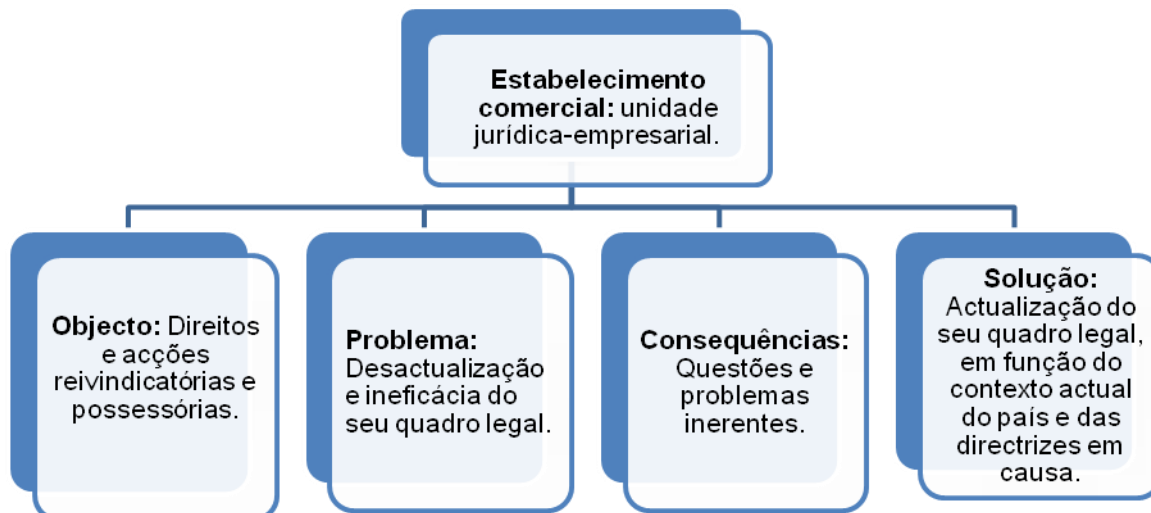 Estabelecimento
comercial: unidade
jurídica-empresarial.
Objecto: Direitos
e acções
reivindicatórias e
possessórias.
Problema:
Desactualização
e ineficácia do
seu quadro legal.
Consequências:
Questões e
problemas
inerentes.
Solução:
Actualização do
seu quadro legal,
em função do
contexto actual
do país e das
directrizes em
causa.